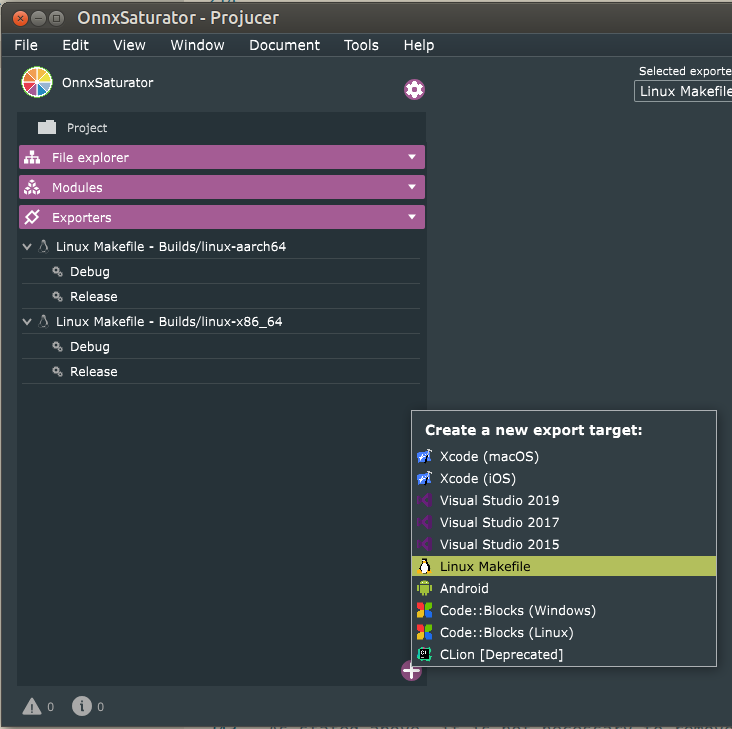 OnnxSaturator - Projucer
File Edit View Window Document Tools Help
OnnxSaturator
Selected exporte
Linux Makefile
Project
File explorer
Modules
Exporters
Linux Makefile - Builds/linux-aarch64
Debug
Release
Linux Makefile - Builds/linux-x86_64
Debug
Release
Create a new export target:
Xcode (macOS)
Xcode (iOS)
Visual Studio 2019
Visual Studio 2017
Visual Studio 2015
Linux Makefile
Android
Code::Blocks (Windows)
Code::Blocks (Linux)
CLion [Deprecated]
0 0